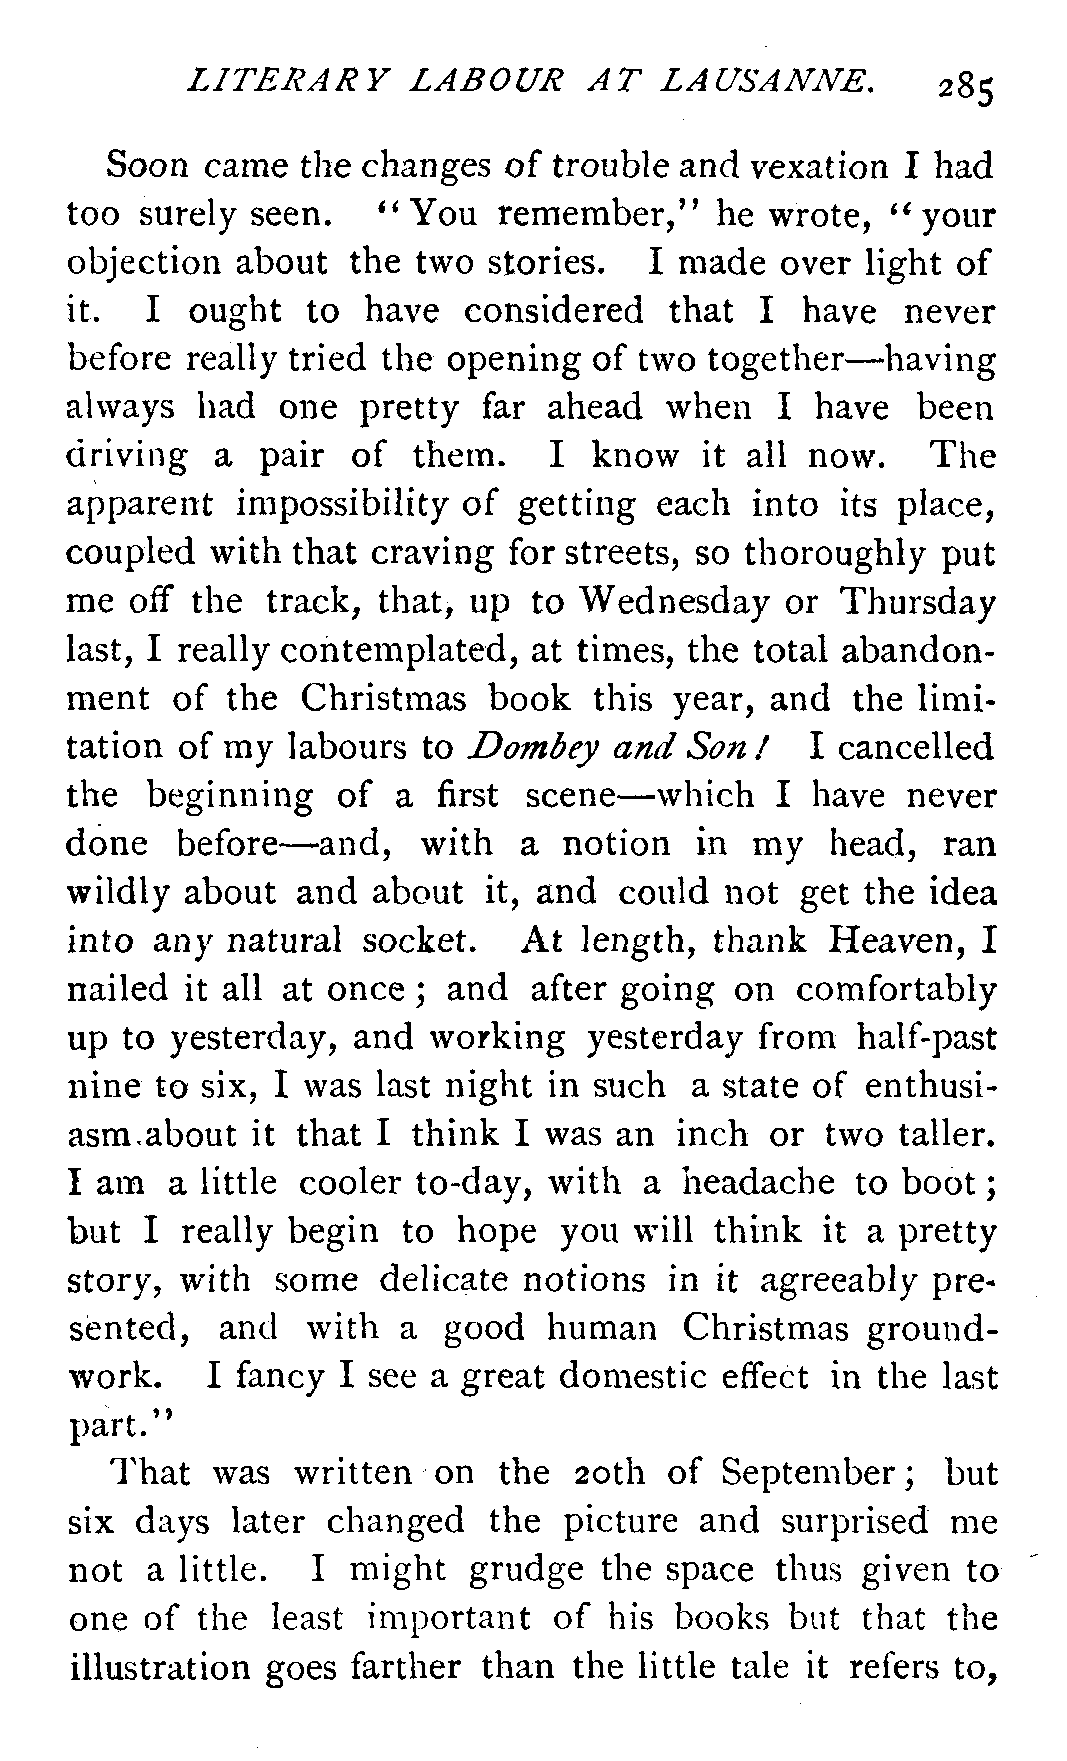 LITERARY LABOUR AT LAUSANNE. 285
Soon came the changes of trouble and vexation I had
too surely seen. “You remember,” he wrote, “your
objection about the two stories. I made over light of
it. I ought to have considered that I have never
before really tried the opening of two together—having
always had one pretty far ahead when I have been
driving a pair of them. I know it all now. The
apparent impossibility of getting each into its place,
coupled with that craving for streets, so thoroughly put
me off the track, that, up to Wednesday or Thursday
last, I really contemplated, at times, the total abandon-
ment of the Christmas book this year, and the limi-
tation of my labours to Dombey and Son! I cancelled
the beginning of a first scene—which I have never
done before—and, with a notion in my head, ran
wildly about and about it, and could not get the idea
into any natural socket. At length, thank Heaven, I
nailed it all at once; and after going on comfortably
up to yesterday, and working yesterday from half-past
nine to six, I was last night in such a state of enthusi-
asm about it that I think I was an inch or two taller.
I am a little cooler to-day, with a headache to boot;
but I really begin to hope you will think it a pretty
story, with some delicate notions in it agreeably pre-
sented, and with a good human Christmas ground-
work. I fancy I see a great domestic effect in the last
part.”
That was written on the 20th of September; but
six days later changed the picture and surprised me
not a little. I might grudge the space thus given to
one of the least important of his books but that the
illustration goes farther than the little tale it refers to,